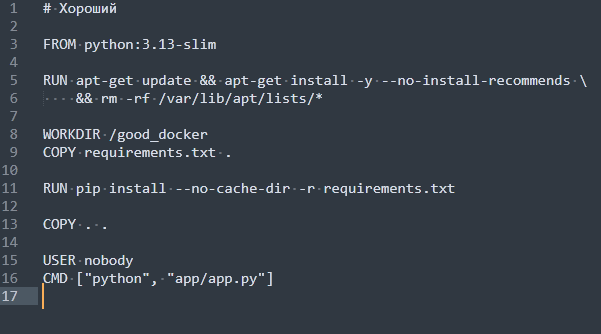 1 # Хороший
2
3 FROM python:3.13-slim
4
5 RUN apt-get update && apt-get install -y --no-install-recommends \
6     && rm -rf /var/lib/apt/lists/*
7
8 WORKDIR /good_docker
9 COPY requirements.txt .
10
11 RUN pip install --no-cache-dir -r requirements.txt
12
13 COPY . .
14
15 USER nobody
16 CMD ["python", "app/app.py"]
17